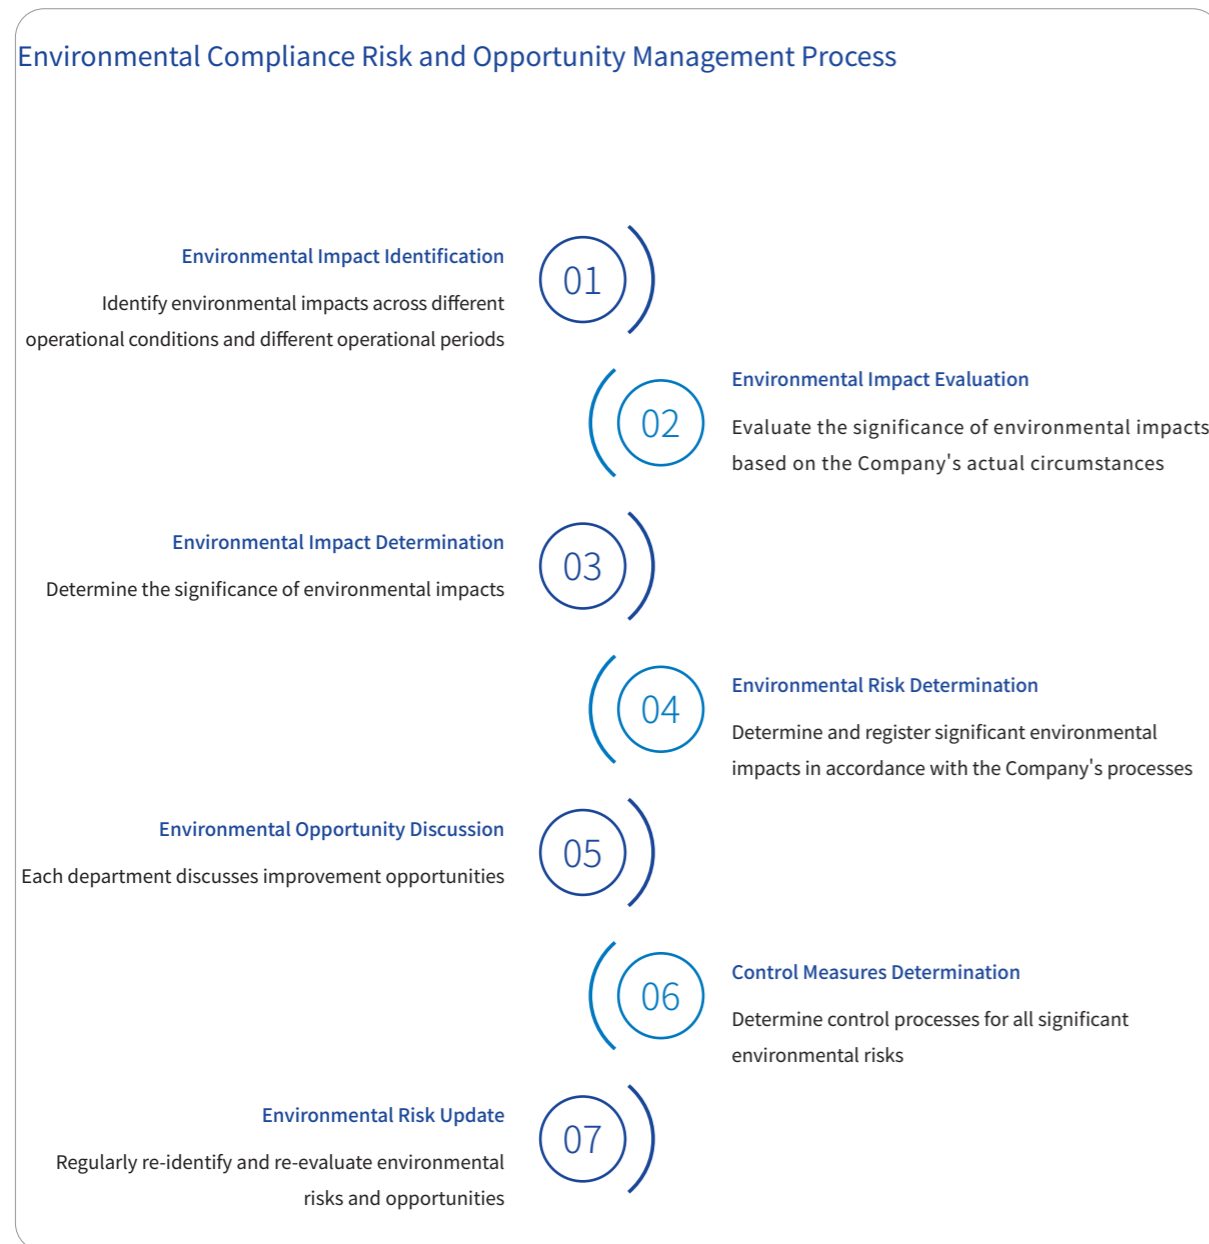 Environmental Compliance Risk and Opportunity Management Process
Environmental Impact Identification
Identify environmental impacts across different
operational conditions and different operational periods
01
02
Environmental Impact Evaluation
Evaluate the significance of environmental impacts
based on the Company's actual circumstances
Environmental Impact Determination
Determine the significance of environmental impacts
03
04
Environmental Risk Determination
Determine and register significant environmental
impacts in accordance with the Company's processes
Environmental Opportunity Discussion
Each department discusses improvement opportunities
05
06
Control Measures Determination
Determine control processes for all significant
environmental risks
Environmental Risk Update
Regularly re-identify and re-evaluate environmental
risks and opportunities
07